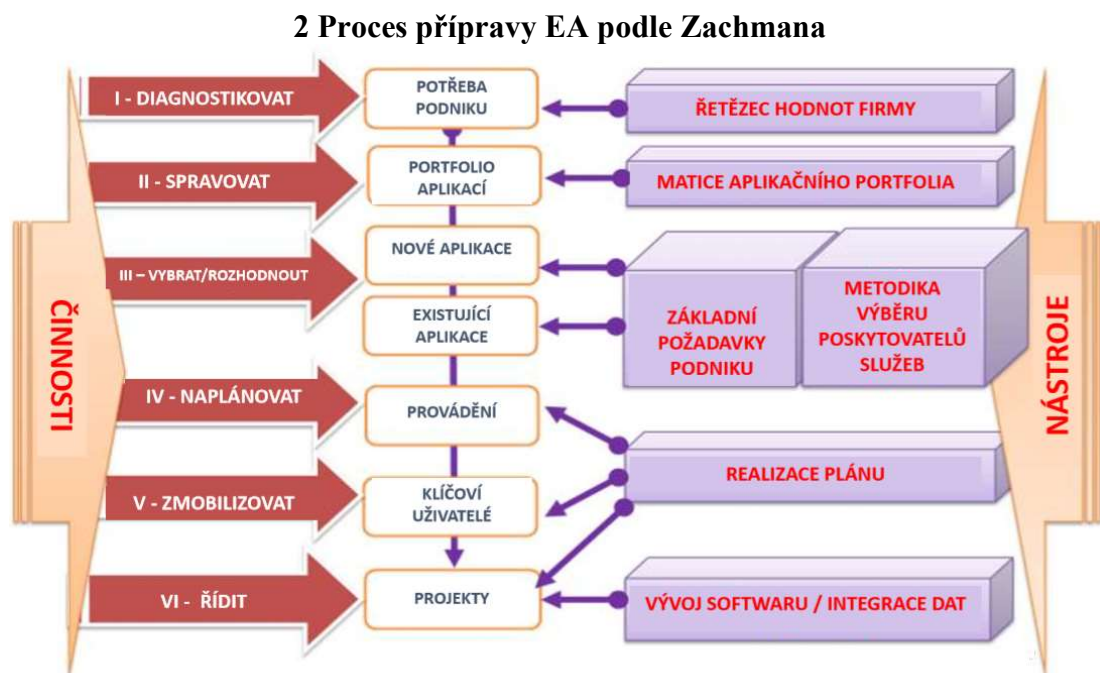 2 Proces přípravy EA podle Zachmana
ČINNOSTI
I - DIAGNOSTIKOVAT
POTŘEBA
PODNIKU
ŘETĚZEC HODNOT FIRMY
II - SPRAVOVAT
PORTFOLIO
APLIKACÍ
MATICE APLIKAČNÍHO PORTFOLIA
III – VYBRAT/ROZHODNOUT
NOVÉ APLIKACE
EXISTUJÍCÍ
APLIKACE
ZÁKLADNÍ
POŽADAVKY
PODNIKU
METODIKA
VÝBĚRU
POSKYTOVATELŮ
SLUŽEB
IV - NAPLÁNOVAT
PROVÁDĚNÍ
REALIZACE PLÁNU
V - ZMOBILIZOVAT
KLÍČOVÍ
UŽIVATELÉ
VI - ŘÍDIT
PROJEKTY
VÝVOJ SOFTWARU / INTEGRACE DAT
NÁSTROJE